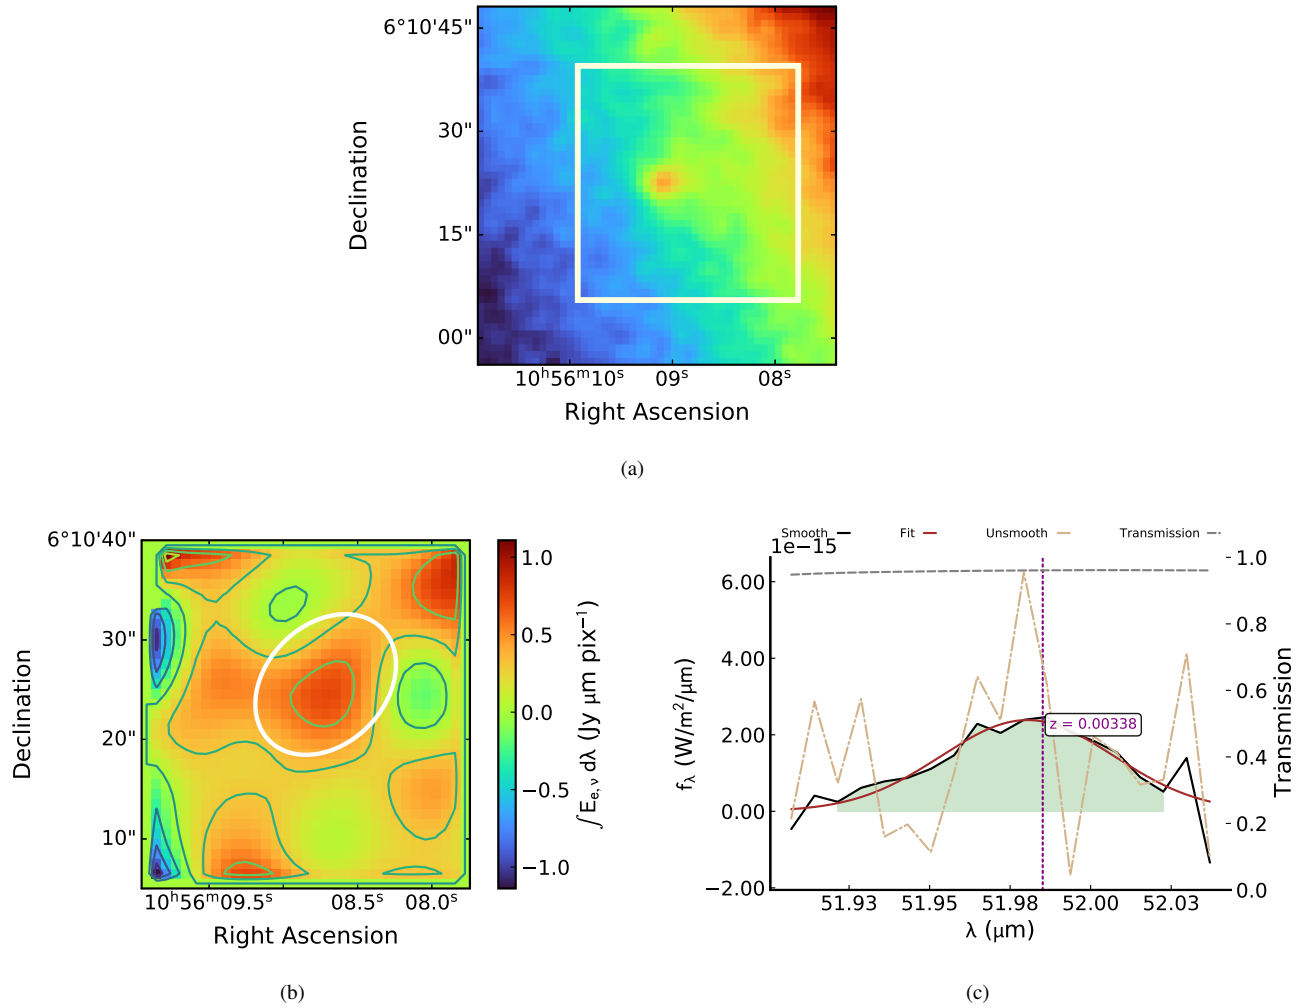 6°10'45"
30"
15"
00"
Declination
10ʰ56ᵐ10ˢ 09ˢ 08ˢ
Right Ascension
(a)
6°10'40"
30"
20"
10"
Declination
10ʰ56ᵐ09.5ˢ 08.5ˢ 08.0ˢ
Right Ascension
1.0
0.5
0.0
−0.5
−1.0
∫E_{e, ν} dλ (Jy μm pix⁻¹)
(b)
Smooth Fit Unsmooth Transmission
1e−15
6.00
4.00
2.00
0.00
−2.00
f_λ (W/m²/μm)
z = 0.00338
1.0
0.8
0.6
0.4
0.2
0.0
Transmission
51.93 51.95 51.98 52.00 52.03
λ (μm)
(c)